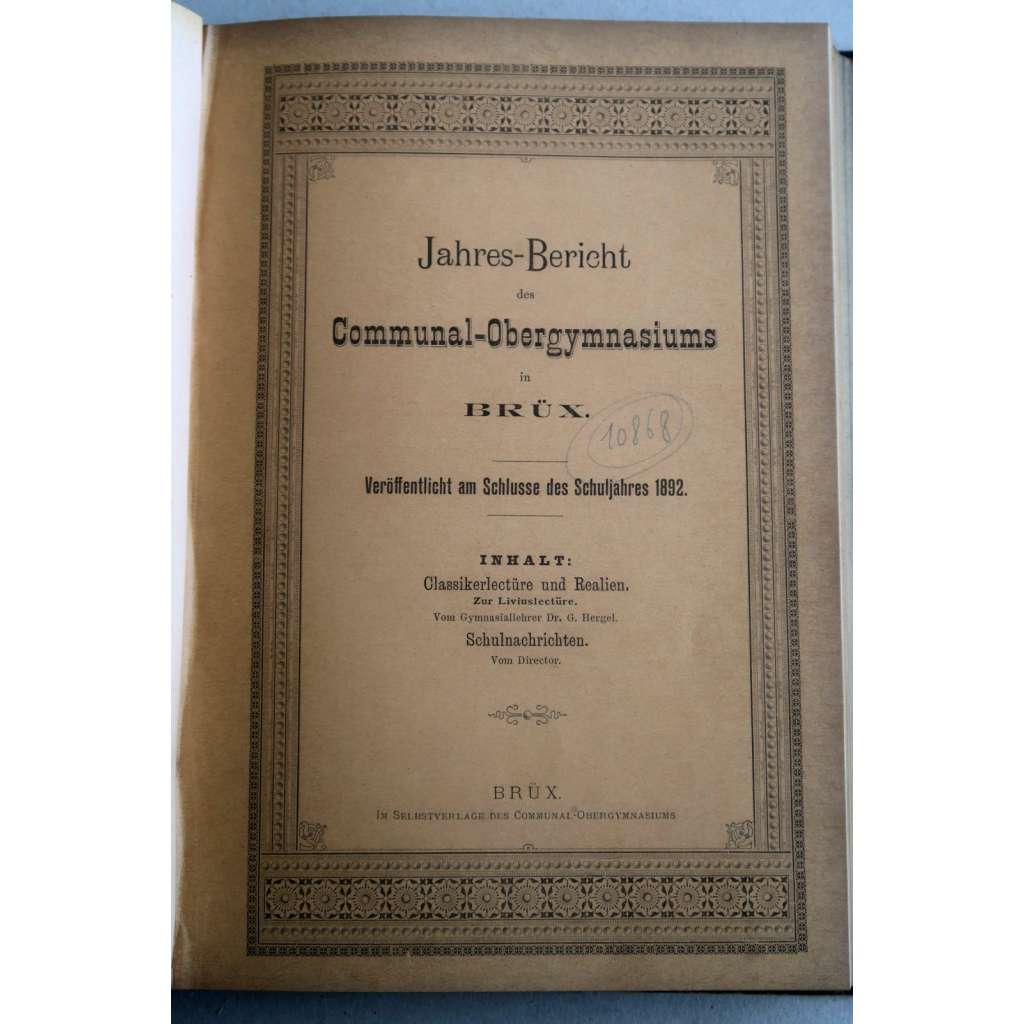 Jahres-Bericht
des
Communal-Obergymnasiums
in
BRÜX.
10868
Veröffentlicht am Schlusse des Schuljahres 1892.
INHALT:
Classikerlectüre und Realien.
Zur Liviuslectüre.
Vom Gymnasiallehrer Dr. G. Hergel.
Schulnachrichten.
Vom Director.
BRÜX.
IM SELBSTVERLAGE DES COMMUNAL-OBERGYMNASIUMS